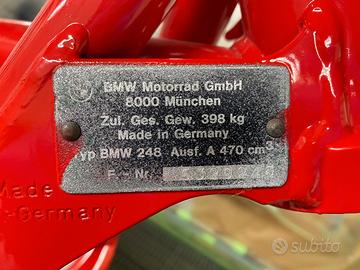 BMW Motorrad GmbH
8000 München
Zul. Ges. Gew. 398 kg
Made in Germany
Typ BMW 248 Ausf. A 470 cm³
F.-Nr.
Made
-Germany
subito